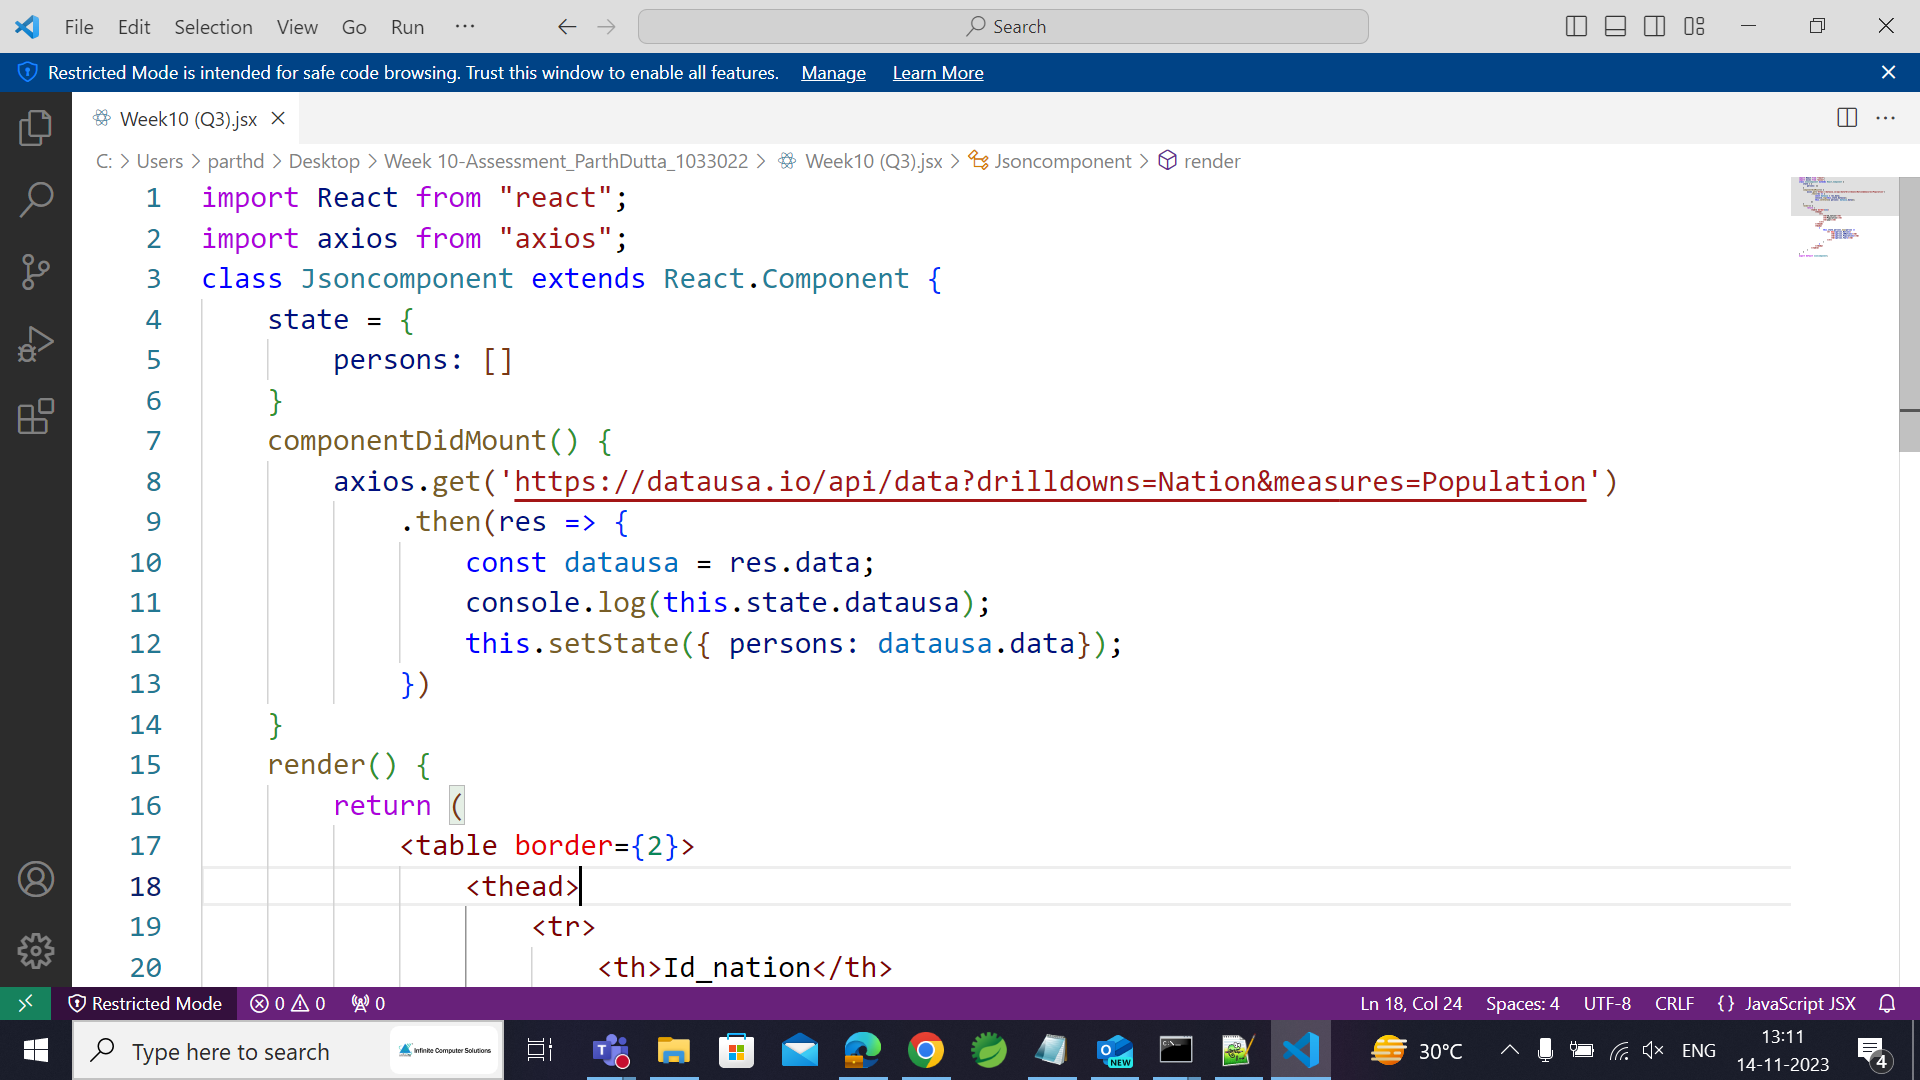 File Edit Selection View Go Run ··· Search
Restricted Mode is intended for safe code browsing. Trust this window to enable all features. Manage Learn More
Week10 (Q3).jsx
C: > Users > parthd > Desktop > Week 10-Assessment_ParthDutta_1033022 > Week10 (Q3).jsx > Jsoncomponent > render
1 import React from "react";
2 import axios from "axios";
3 class Jsoncomponent extends React.Component {
4 state = {
5 persons: []
6 }
7 componentDidMount() {
8 axios.get('https://datausa.io/api/data?drilldowns=Nation&measures=Population')
9 .then(res => {
10 const datausa = res.data;
11 console.log(this.state.datausa);
12 this.setState({ persons: datausa.data});
13 })
14 }
15 render() {
16 return (
17 <table border={2}>
18 <thead>
19 <tr>
20 <th>Id_nation</th>
Restricted Mode 0 0 0 Ln 18, Col 24 Spaces: 4 UTF-8 CRLF {} JavaScript JSX
Type here to search Infinite Computer Solutions NEW 30°C ENG 13:11
14-11-2023 4